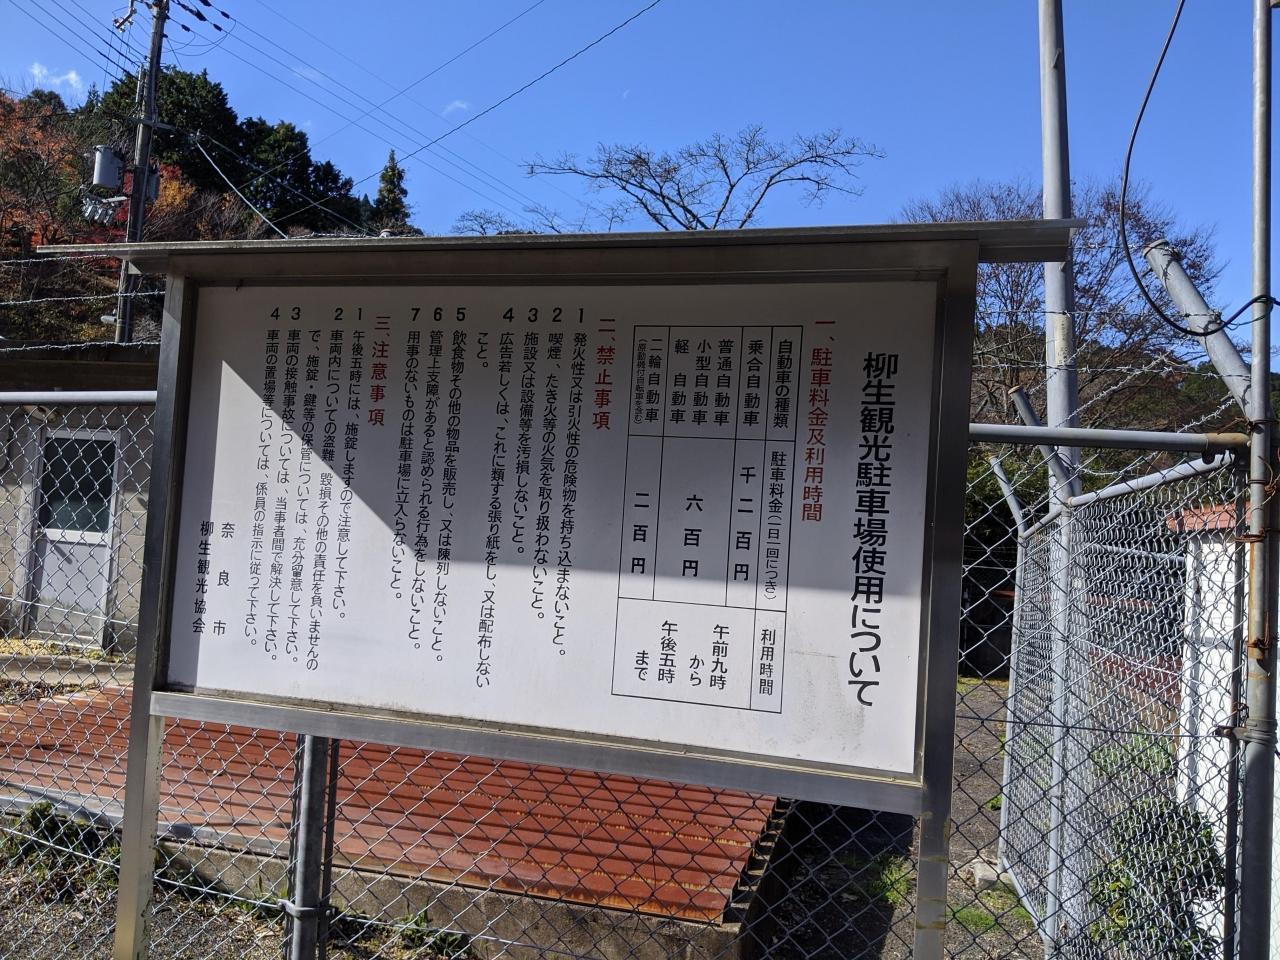 柳生観光駐車場使用について
一、駐車料金及利用時間
自動車の種類
駐車料金(一日一回につき)
利用時間
乗合自動車
千二百円
普通自動車
小型自動車
軽自動車
六百円
二輪自動車
(原動機付自転車を含む)
二百円
午前九時
から
午後五時
まで
二、禁止事項
1 発火性又は引火性の危険物を持ち込まないこと。
2 喫煙、たき火等の火気を取り扱わないこと。
3 施設又は設備等を汚損しないこと。
4 広告若しくは、これに類する張り紙をし、又は配布しない
こと。
5 飲食物その他の物品を販売し、又は陳列しないこと。
6 管理上支障があると認められる行為をしないこと。
7 用事のないものは駐車場に立入らないこと。
三、注意事項
1 午後五時には、施錠しますので注意して下さい。
2 車両内についての盗難、毀損その他の責任を負いませんの
で、施錠・鍵等の保管については、充分留意して下さい。
3 車両の接触事故については、当事者間で解決して下さい。
4 車両の置場等については、係員の指示に従って下さい。
奈良市
柳生観光協会